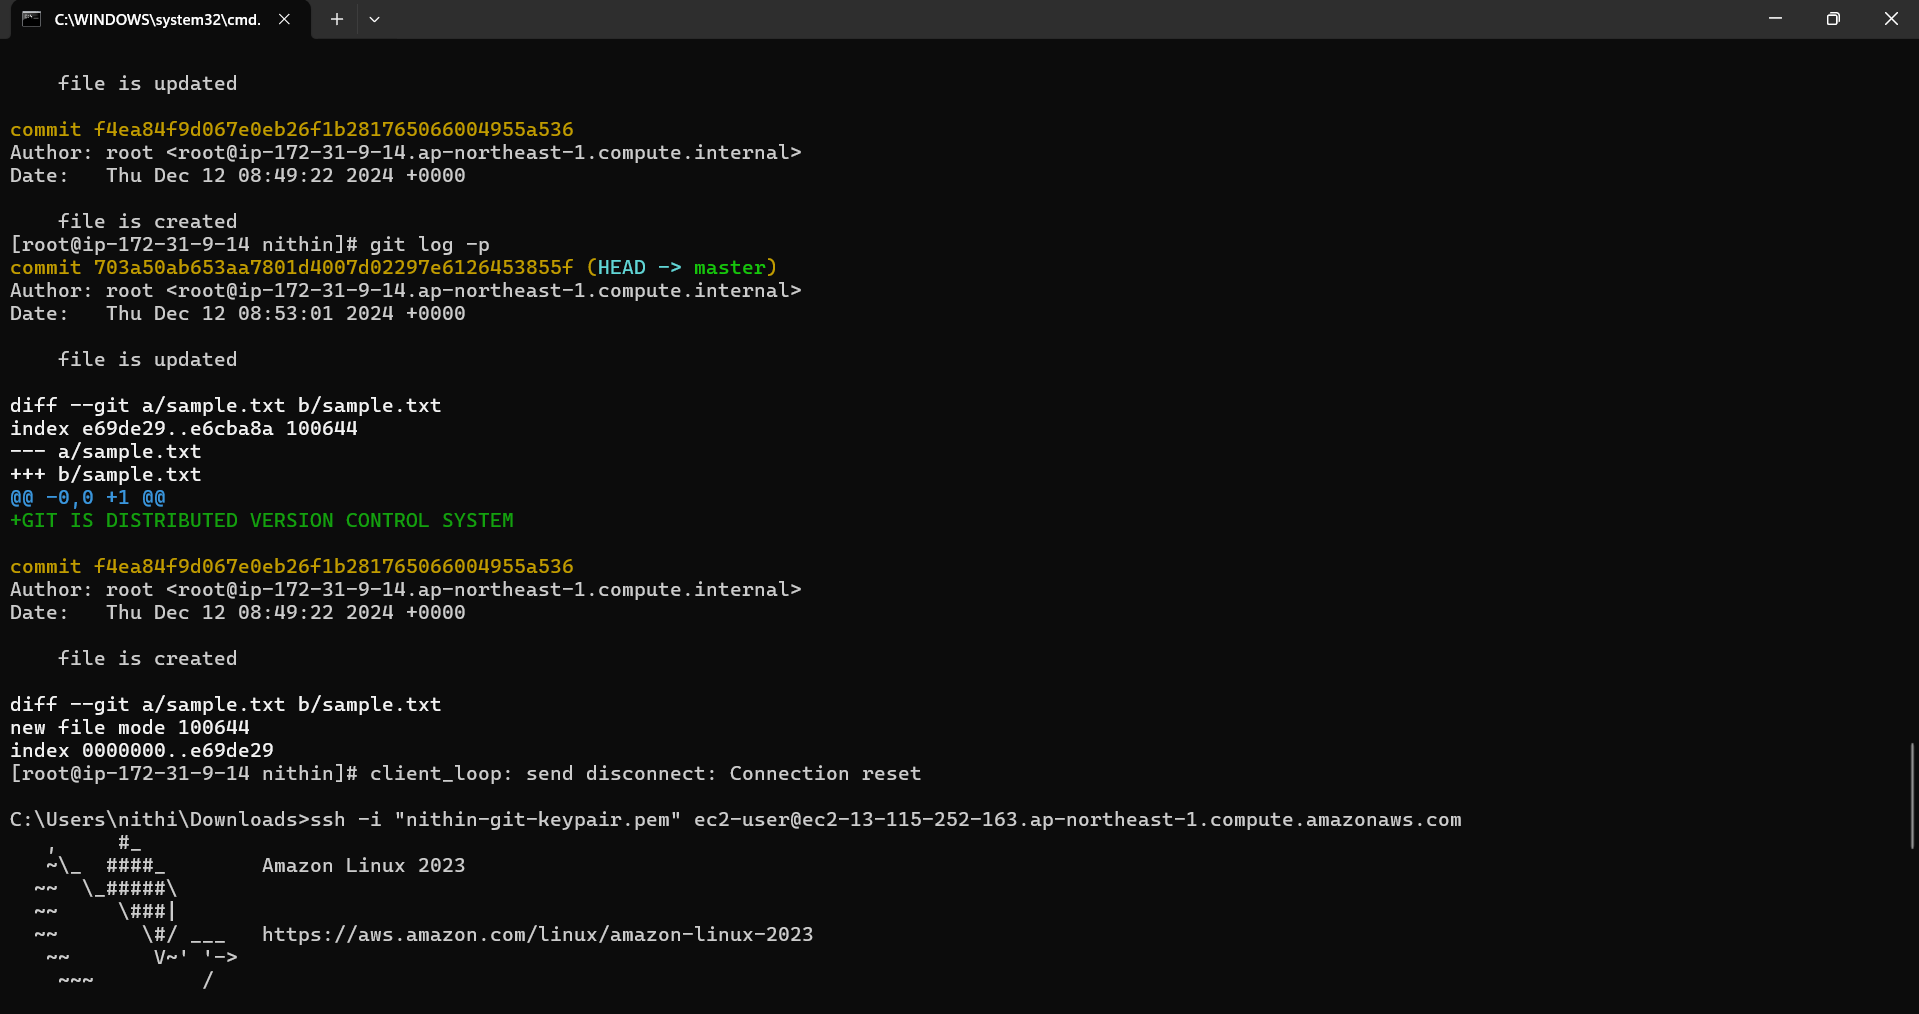 C:\WINDOWS\system32\cmd.
    file is updated
commit f4ea84f9d067e0eb26f1b281765066004955a536
Author: root <root@ip-172-31-9-14.ap-northeast-1.compute.internal>
Date:   Thu Dec 12 08:49:22 2024 +0000
    file is created
[root@ip-172-31-9-14 nithin]# git log -p
commit 703a50ab653aa7801d4007d02297e6126453855f (HEAD -> master)
Author: root <root@ip-172-31-9-14.ap-northeast-1.compute.internal>
Date:   Thu Dec 12 08:53:01 2024 +0000
    file is updated
diff --git a/sample.txt b/sample.txt
index e69de29..e6cba8a 100644
--- a/sample.txt
+++ b/sample.txt
@@ -0,0 +1 @@
+GIT IS DISTRIBUTED VERSION CONTROL SYSTEM
commit f4ea84f9d067e0eb26f1b281765066004955a536
Author: root <root@ip-172-31-9-14.ap-northeast-1.compute.internal>
Date:   Thu Dec 12 08:49:22 2024 +0000
    file is created
diff --git a/sample.txt b/sample.txt
new file mode 100644
index 0000000..e69de29
[root@ip-172-31-9-14 nithin]# client_loop: send disconnect: Connection reset
C:\Users\nithi\Downloads>ssh -i "nithin-git-keypair.pem" ec2-user@ec2-13-115-252-163.ap-northeast-1.compute.amazonaws.com
   ,     #_
   ~\_  ####_        Amazon Linux 2023
  ~~  \_#####\
  ~~     \###|
  ~~       \#/ ___   https://aws.amazon.com/linux/amazon-linux-2023
   ~~       V~' '->
    ~~~         /